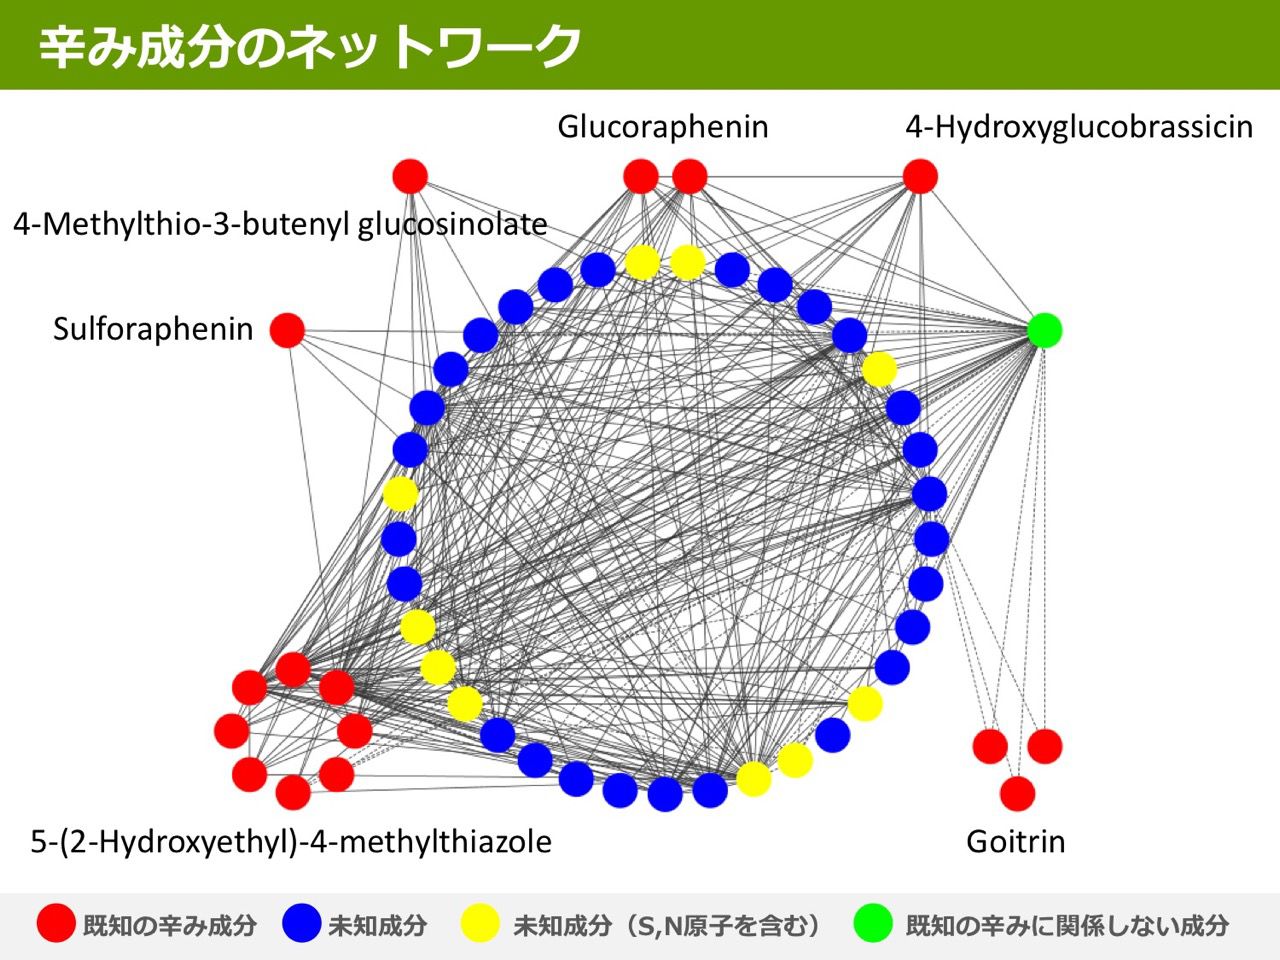 辛み成分のネットワーク
Glucoraphenin
4-Hydroxyglucobrassicin
4-Methylthio-3-butenyl glucosinolate
Sulforaphenin
5-(2-Hydroxyethyl)-4-methylthiazole
Goitrin
既知の辛み成分
未知成分
未知成分（S,N原子を含む）
既知の辛みに関係しない成分